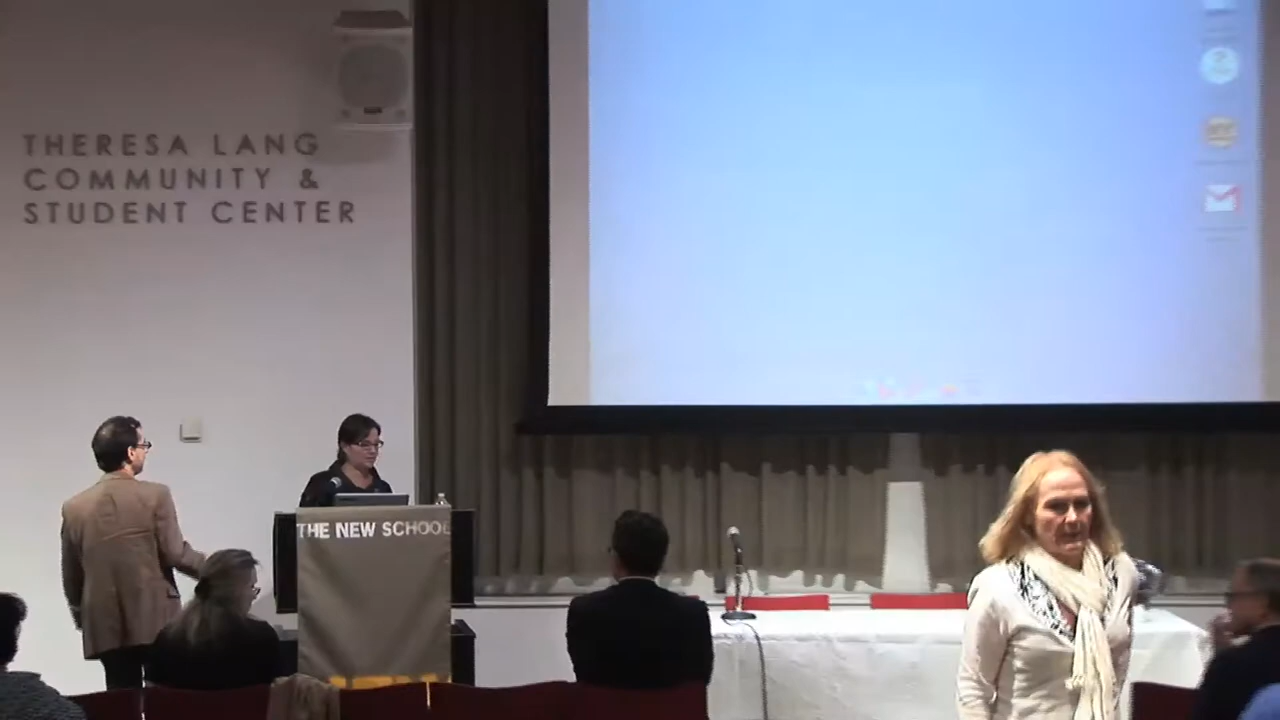 THERESA LANG
COMMUNITY &
STUDENT CENTER
THE NEW SCHOOL